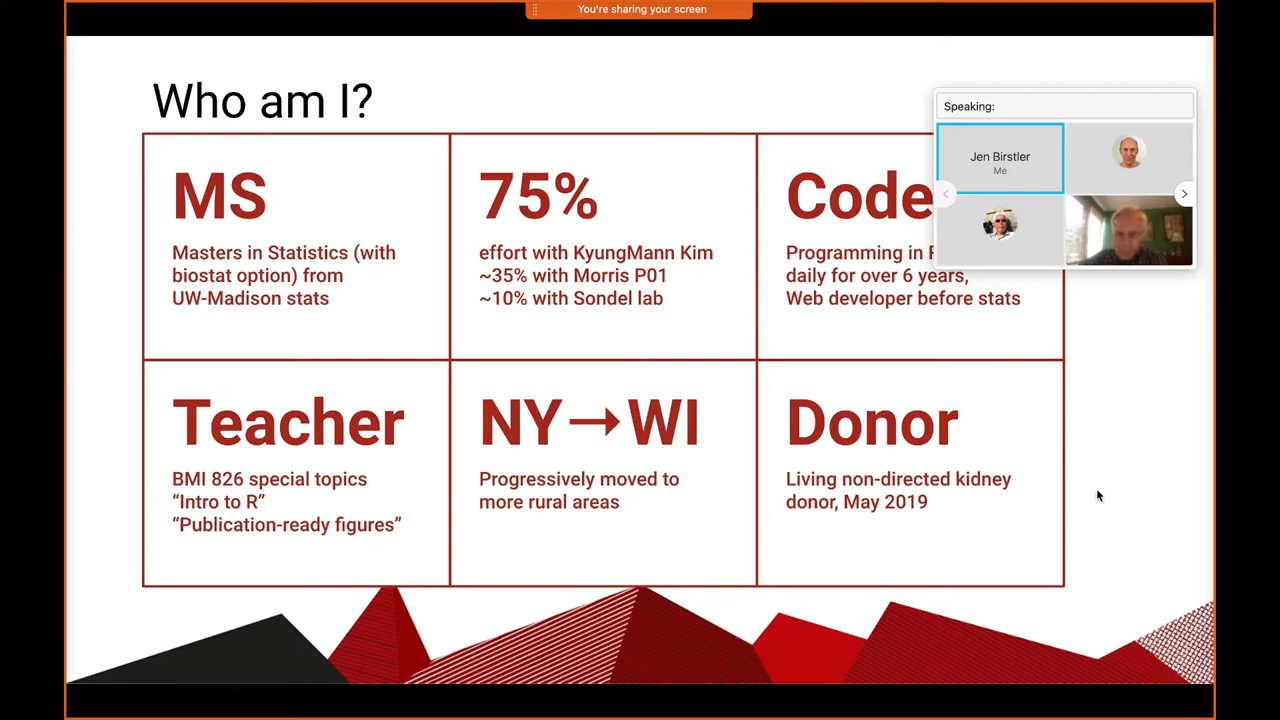 You're sharing your screen
Who am I?
Speaking:
Jen Birstler
Me
MS
Masters in Statistics (with
biostat option) from
UW-Madison stats
75%
effort with KyungMann Kim
~35% with Morris P01
~10% with Sondel lab
Code
Programming in
daily for over 6 years,
Web developer before stats
Teacher
BMI 826 special topics
“Intro to R”
“Publication-ready figures”
NY→WI
Progressively moved to
more rural areas
Donor
Living non-directed kidney
donor, May 2019